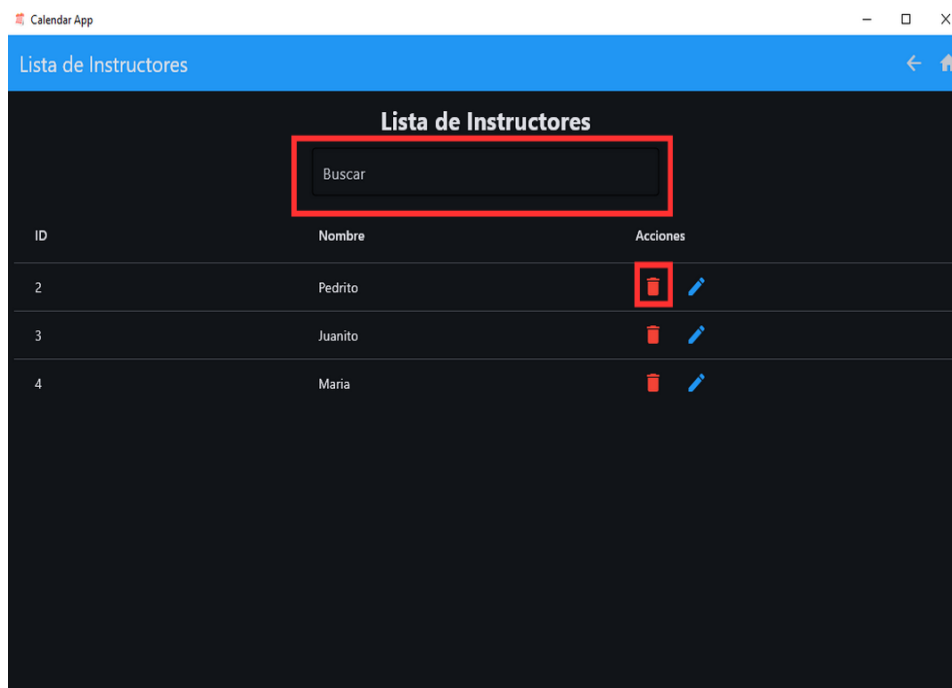 Calendar App
Lista de Instructores
Lista de Instructores
Buscar
ID Nombre Acciones
2 Pedrito
3 Juanito
4 Maria